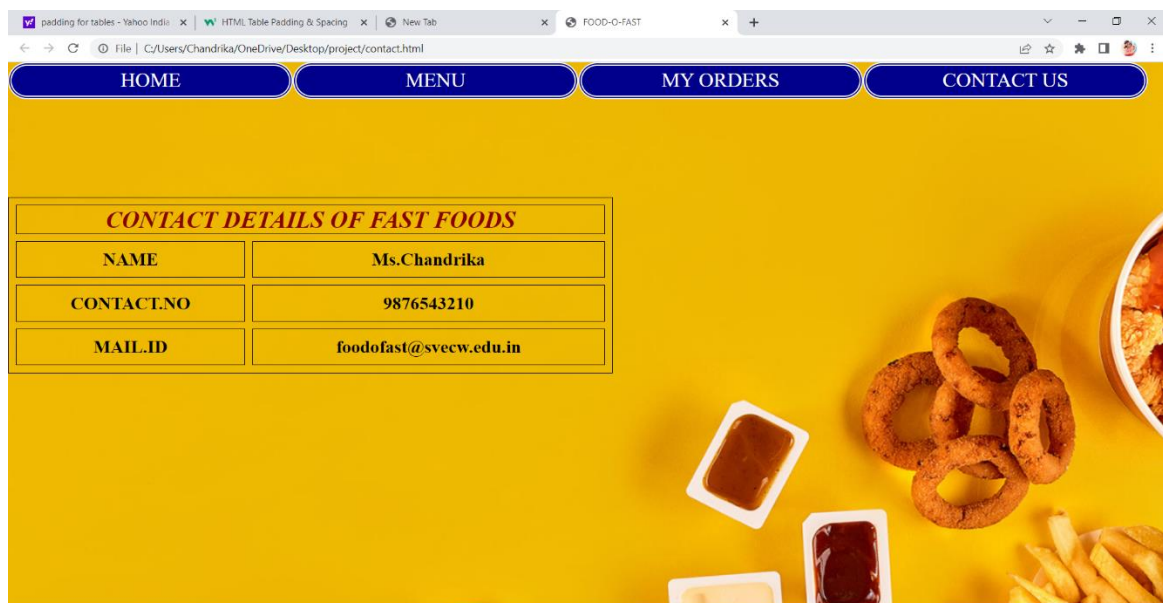 padding for tables - Yahoo India
HTML Table Padding & Spacing
New Tab
FOOD-O-FAST
File | C:/Users/Chandrika/OneDrive/Desktop/project/contact.html
HOME MENU MY ORDERS CONTACT US
CONTACT DETAILS OF FAST FOODS
NAME Ms.Chandrika
CONTACT.NO 9876543210
MAIL.ID foodofast@svecw.edu.in